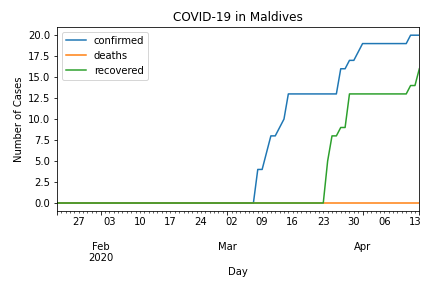 COVID-19 in Maldives
confirmed
deaths
recovered
Number of Cases
20.0
17.5
15.0
12.5
10.0
7.5
5.0
2.5
0.0
27 03 10 17 24 02 09 16 23 30 06 13
Feb Mar Apr
2020
Day